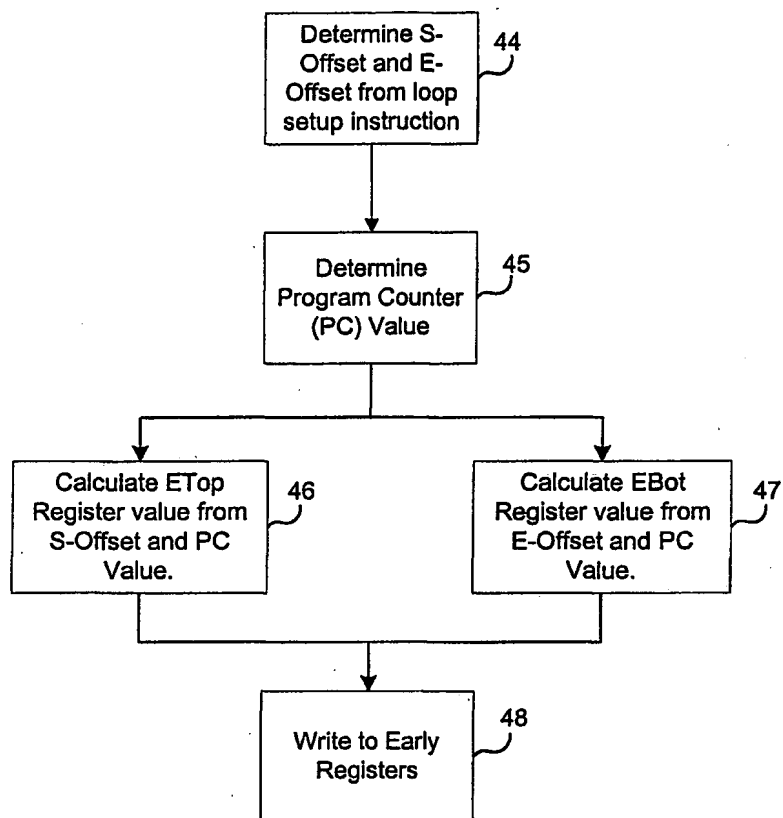 Determine S-
Offset and E-
Offset from loop
setup instruction
44
Determine
Program Counter
(PC) Value
45
Calculate ETop
Register value from
S-Offset and PC
Value.
46
Calculate EBot
Register value from
E-Offset and PC
Value.
47
Write to Early
Registers
48